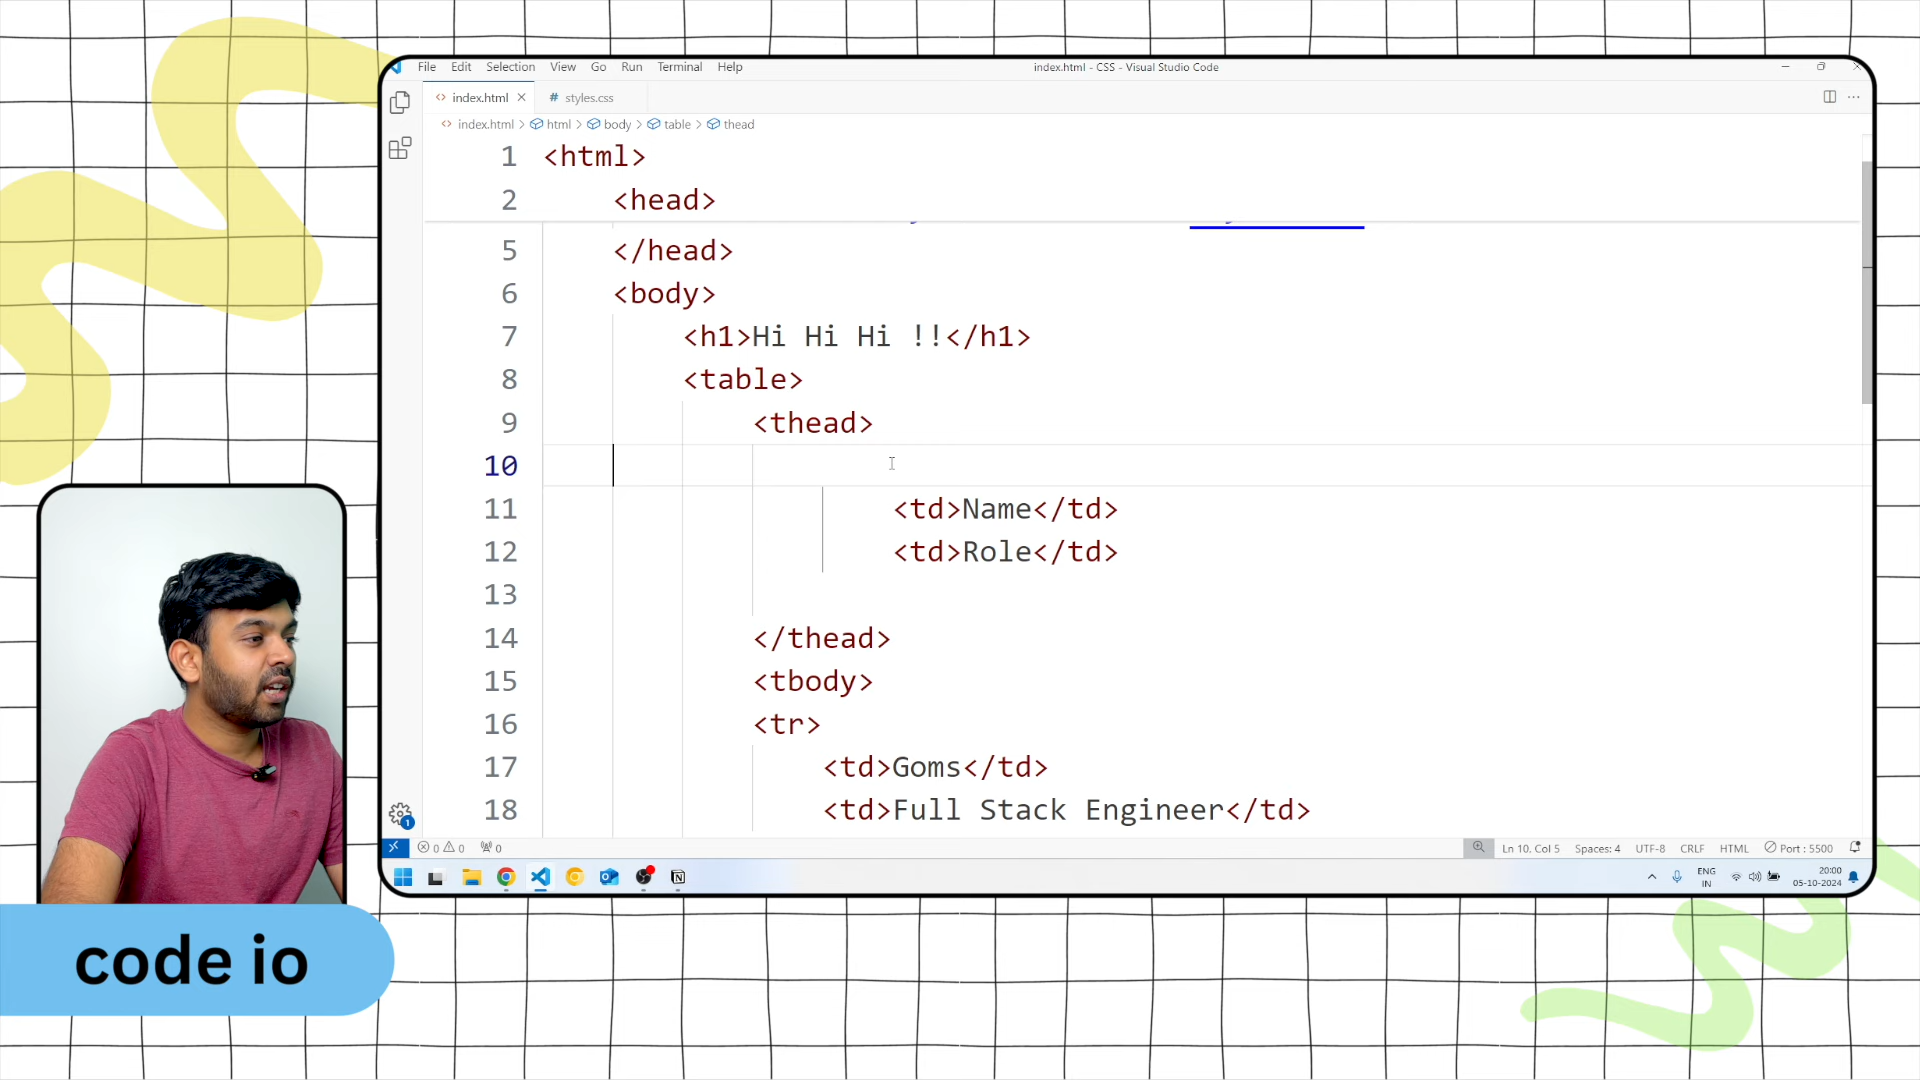 File Edit Selection View Go Run Terminal Help
index.html - CSS - Visual Studio Code
index.html
# styles.css
index.html > html > body > table > thead
1 <html>
2 <head>
5 </head>
6 <body>
7 <h1>Hi Hi Hi !!</h1>
8 <table>
9 <thead>
10
11 <td>Name</td>
12 <td>Role</td>
13
14 </thead>
15 <tbody>
16 <tr>
17 <td>Goms</td>
18 <td>Full Stack Engineer</td>
1
0 0 0
Ln 10, Col 5 Spaces: 4 UTF-8 CRLF HTML Port : 5500
ENG
IN
20:00
05-10-2024
code io